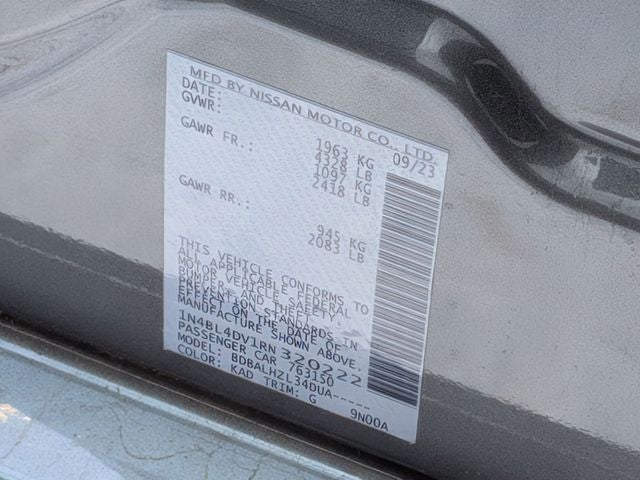 MFD BY NISSAN MOTOR CO., LTD.
DATE: 09/23
GVWR: 1963 KG
4328 LB
GAWR FR.: 1097 KG
2418 LB
GAWR RR.: 945 KG
2083 LB
THIS VEHICLE CONFORMS TO
ALL APPLICABLE FEDERAL
MOTOR VEHICLE SAFETY,
BUMPER, AND THEFT
PREVENTION STANDARDS IN
EFFECT ON THE DATE OF
MANUFACTURE SHOWN ABOVE.
1N4BL4DV1RN 320222
PASSENGER CAR 763150
MODEL: BDBALHZL34DUA-----
COLOR: KAD TRIM: G 9N00A